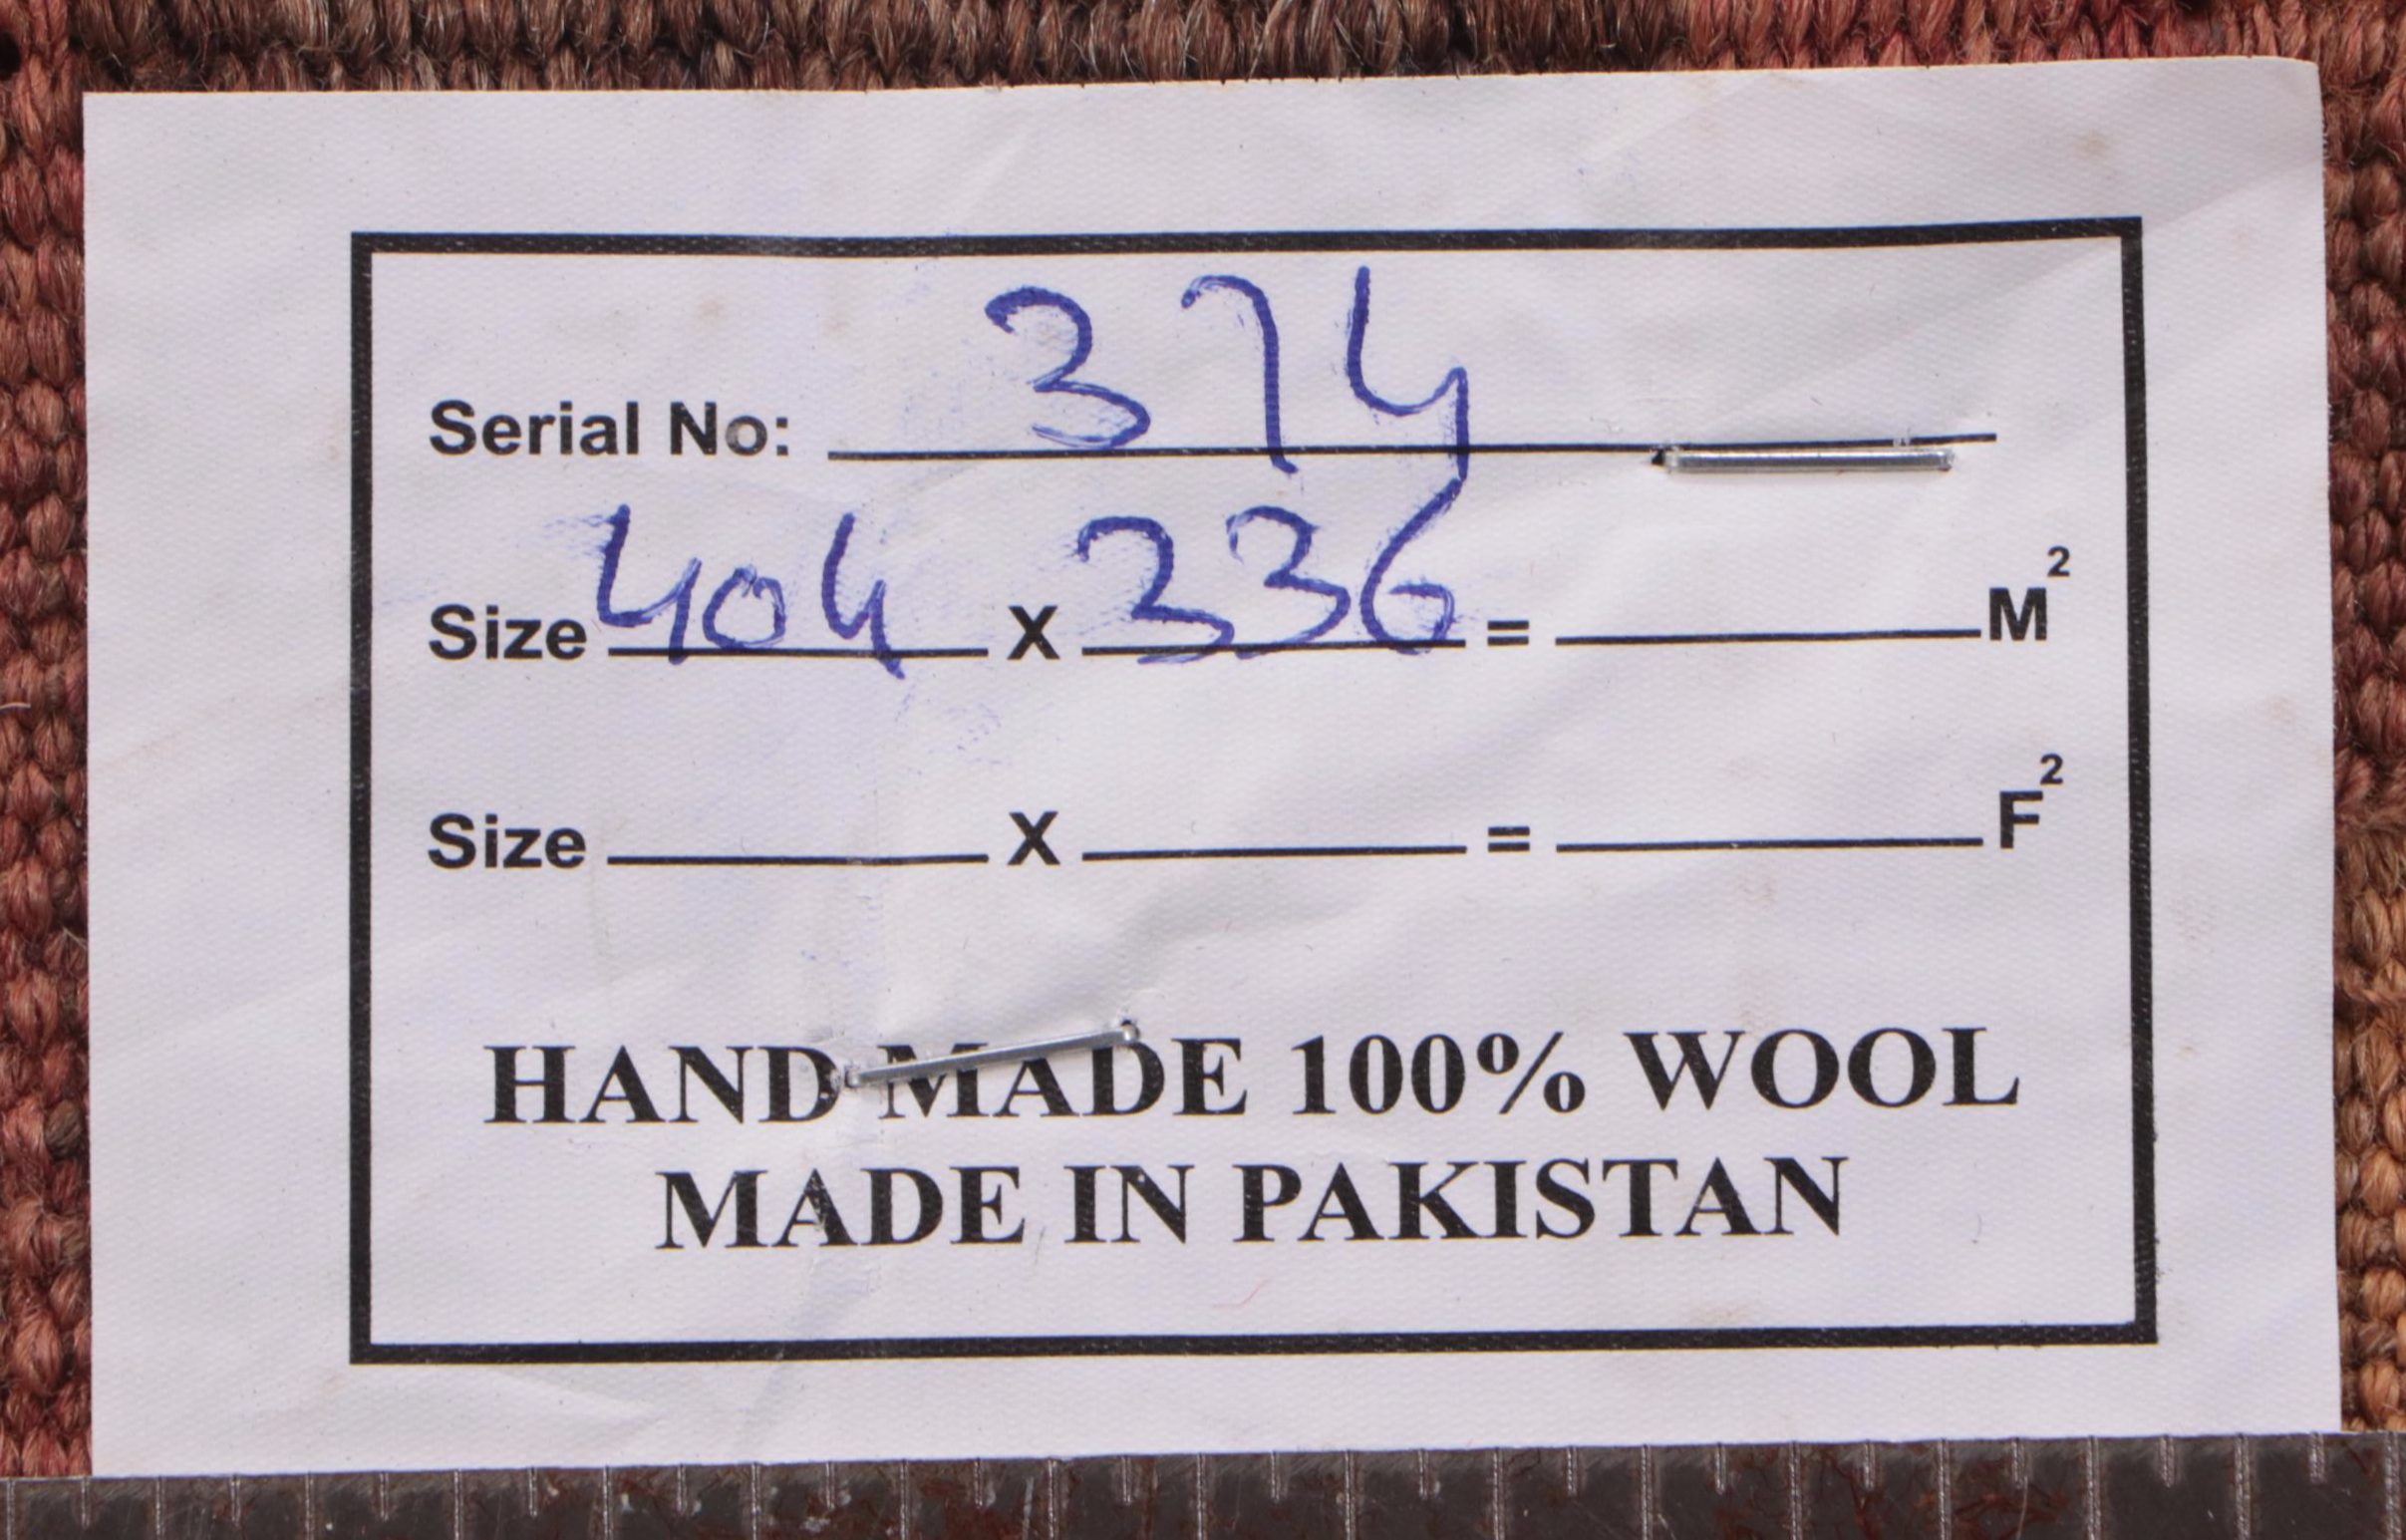 Serial No: 374
Size 404 X 336 = M²
Size X = F²
HAND MADE 100% WOOL
MADE IN PAKISTAN